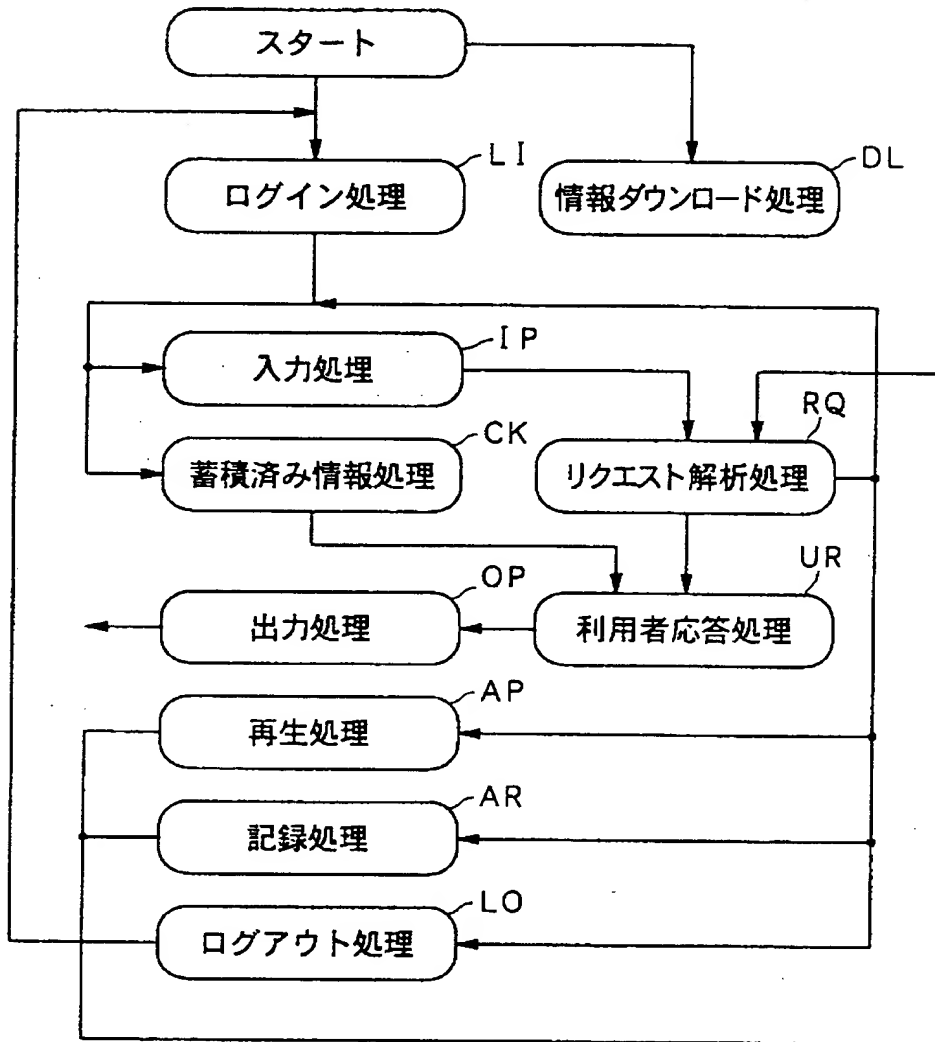 スタート
LI
ログイン処理
DL
情報ダウンロード処理
IP
入力処理
RQ
CK
蓄積済み情報処理
リクエスト解析処理
UR
OP
出力処理
利用者応答処理
AP
再生処理
AR
記録処理
LO
ログアウト処理